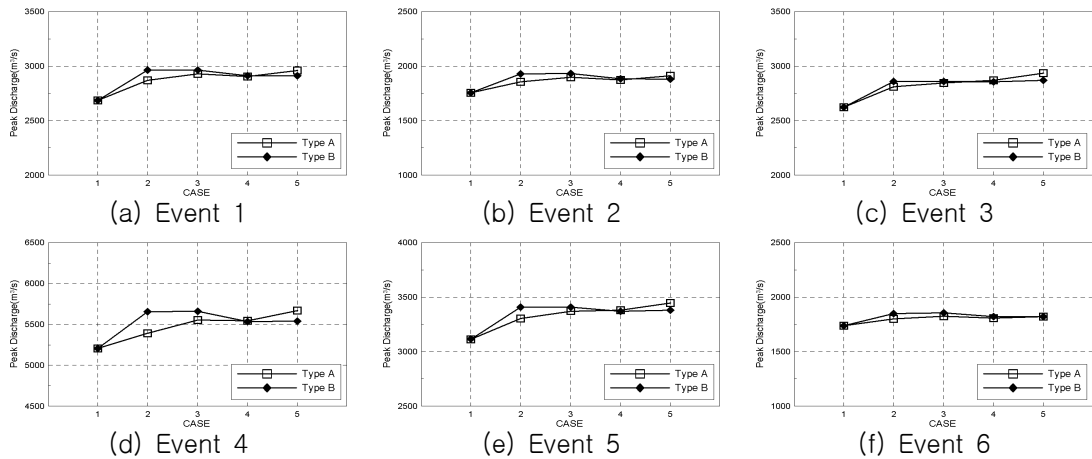 3500
3000
2500
2000
Peak Discharge(m³/s)
Type A
Type B
1 2 3 4 5
CASE
(a) Event 1
2500
2000
1500
1000
Peak Discharge(m³/s)
Type A
Type B
1 2 3 4 5
CASE
(b) Event 2
3500
3000
2500
2000
Peak Discharge(m³/s)
Type A
Type B
1 2 3 4 5
CASE
(c) Event 3
6500
5500
4500
Peak Discharge(m³/s)
Type A
Type B
1 2 3 4 5
CASE
(d) Event 4
4000
3500
3000
2500
Peak Discharge(m³/s)
Type A
Type B
1 2 3 4 5
CASE
(e) Event 5
2500
2000
1500
1000
Peak Discharge(m³/s)
Type A
Type B
1 2 3 4 5
CASE
(f) Event 6